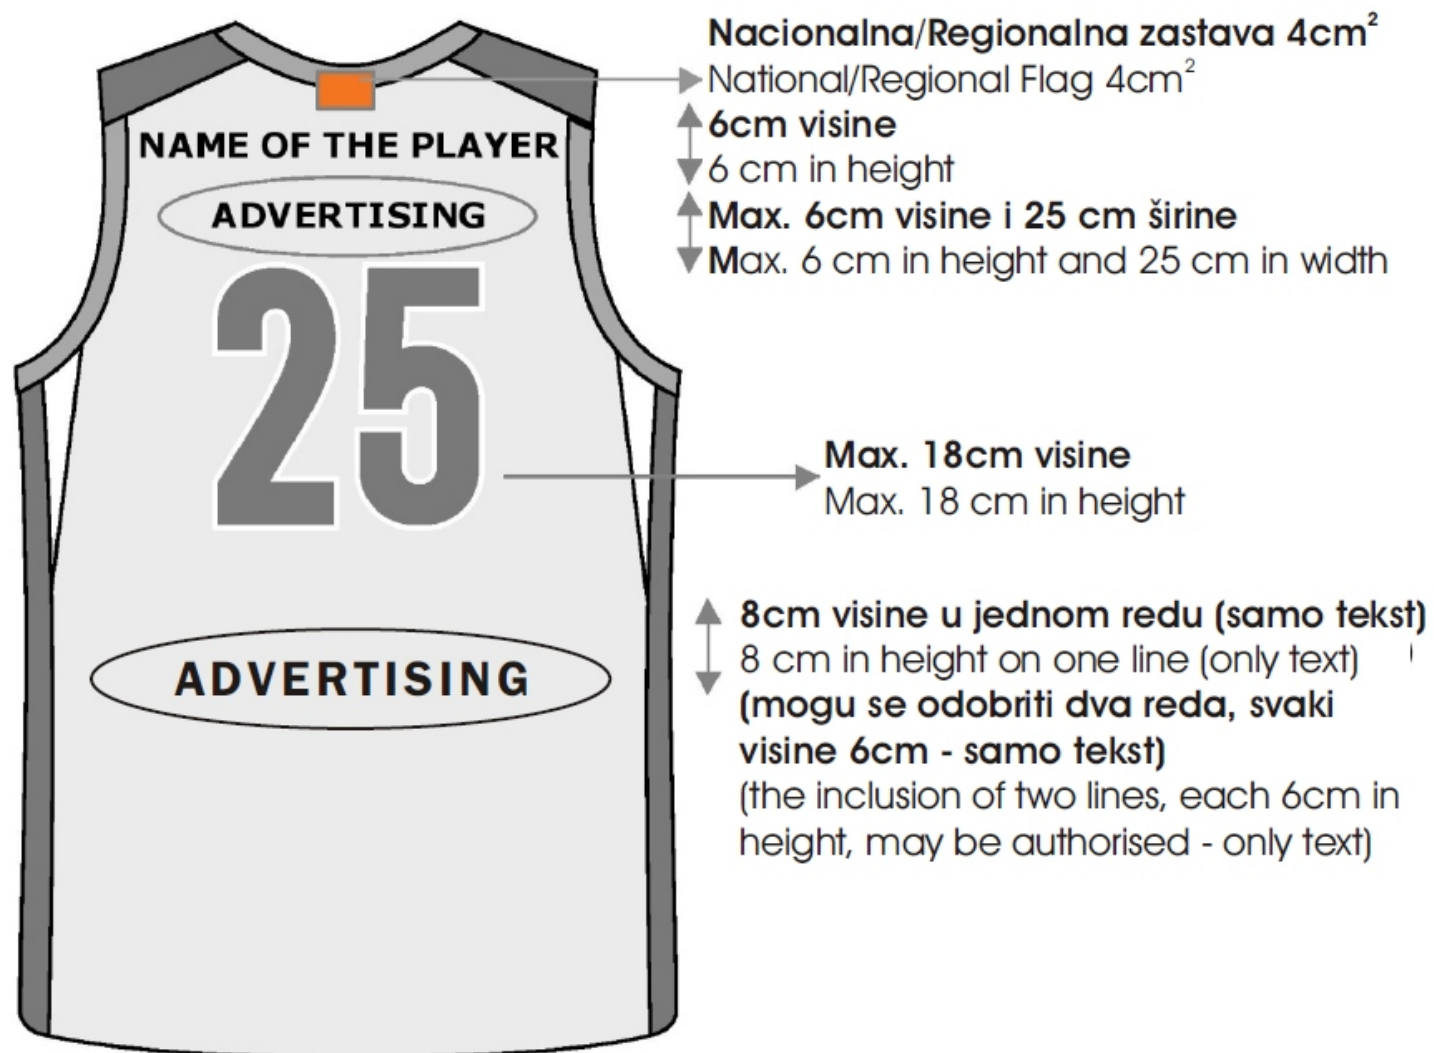 Nacionalna/Regionalna zastava 4cm²
National/Regional Flag 4cm²
NAME OF THE PLAYER
6cm visine
6 cm in height
ADVERTISING
Max. 6cm visine i 25 cm širine
Max. 6 cm in height and 25 cm in width
25
Max. 18cm visine
Max. 18 cm in height
ADVERTISING
8cm visine u jednom redu (samo tekst)
8 cm in height on one line (only text)
(mogu se odobriti dva reda, svaki
visine 6cm - samo tekst)
(the inclusion of two lines, each 6cm in
height, may be authorised - only text)